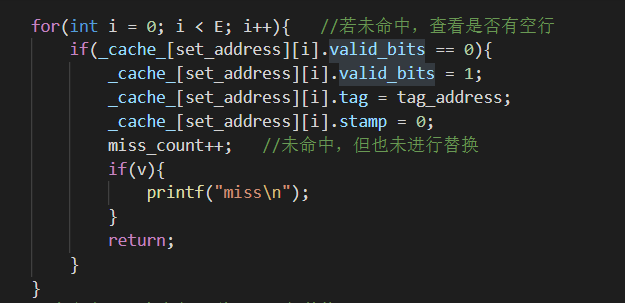 for(int i = 0; i < E; i++){   //若未命中，查看是否有空行
    if(_cache_[set_address][i].valid_bits == 0){
        _cache_[set_address][i].valid_bits = 1;
        _cache_[set_address][i].tag = tag_address;
        _cache_[set_address][i].stamp = 0;
        miss_count++;   //未命中，但也未进行替换
        if(v){
            printf("miss\n");
        }
        return;
    }
}